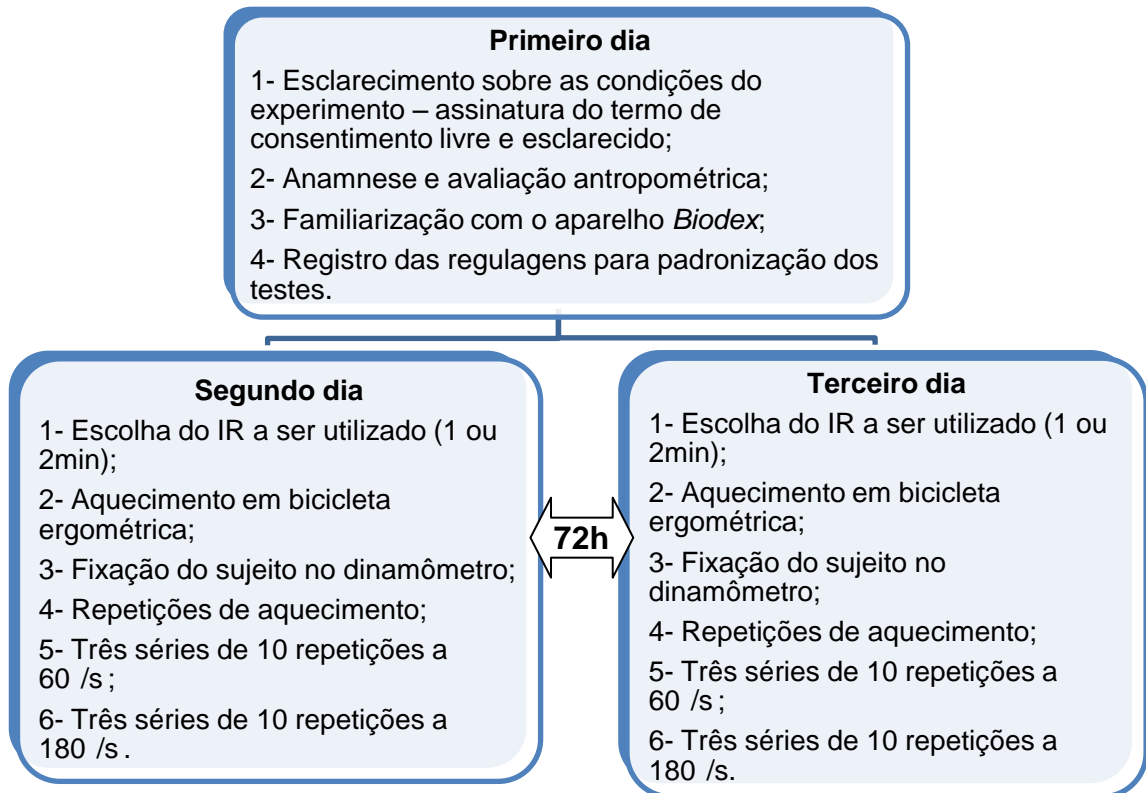 Primeiro dia
1- Esclarecimento sobre as condições do
experimento – assinatura do termo de
consentimento livre e esclarecido;
2- Anamnese e avaliação antropométrica;
3- Familiarização com o aparelho Biodex;
4- Registro das regulagens para padronização dos
testes.
Segundo dia
1- Escolha do IR a ser utilizado (1 ou
2min);
2- Aquecimento em bicicleta
ergométrica;
3- Fixação do sujeito no dinamômetro;
4- Repetições de aquecimento;
5- Três séries de 10 repetições a
60 /s ;
6- Três séries de 10 repetições a
180 /s .
72h
Terceiro dia
1- Escolha do IR a ser utilizado (1 ou
2min);
2- Aquecimento em bicicleta
ergométrica;
3- Fixação do sujeito no
dinamômetro;
4- Repetições de aquecimento;
5- Três séries de 10 repetições a
60 /s ;
6- Três séries de 10 repetições a
180 /s.